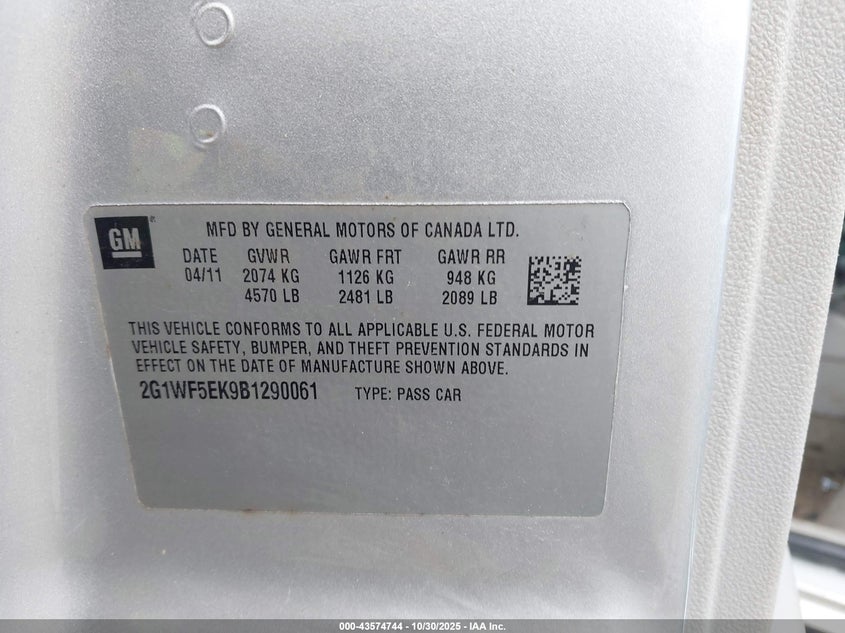 GM
MFD BY GENERAL MOTORS OF CANADA LTD.
DATE GVWR GAWR FRT GAWR RR
04/11 2074 KG 1126 KG 948 KG
4570 LB 2481 LB 2089 LB
THIS VEHICLE CONFORMS TO ALL APPLICABLE U.S. FEDERAL MOTOR
VEHICLE SAFETY, BUMPER, AND THEFT PREVENTION STANDARDS IN
EFFECT ON THE DATE OF MANUFACTURE SHOWN ABOVE.
2G1WF5EK9B1290061 TYPE: PASS CAR
000-43574744 - 10/30/2025 - IAA Inc.